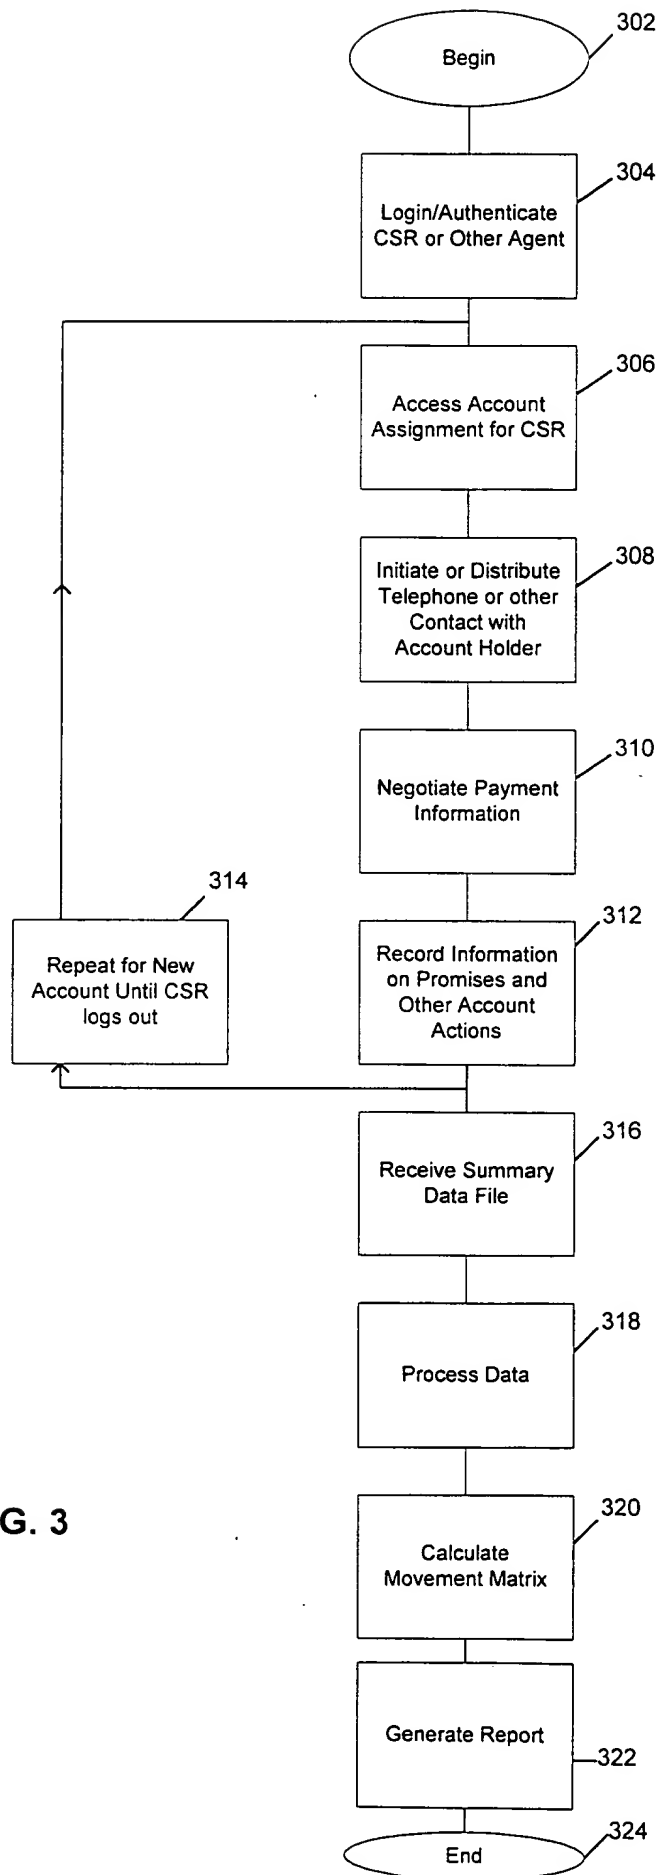 302
Begin
304
Login/Authenticate
CSR or Other Agent
306
Access Account
Assignment for CSR
308
Initiate or Distribute
Telephone or other
Contact with
Account Holder
310
Negotiate Payment
Information
314
Repeat for New
Account Until CSR
logs out
312
Record Information
on Promises and
Other Account
Actions
316
Receive Summary
Data File
318
Process Data
G. 3
320
Calculate
Movement Matrix
Generate Report
322
324
End